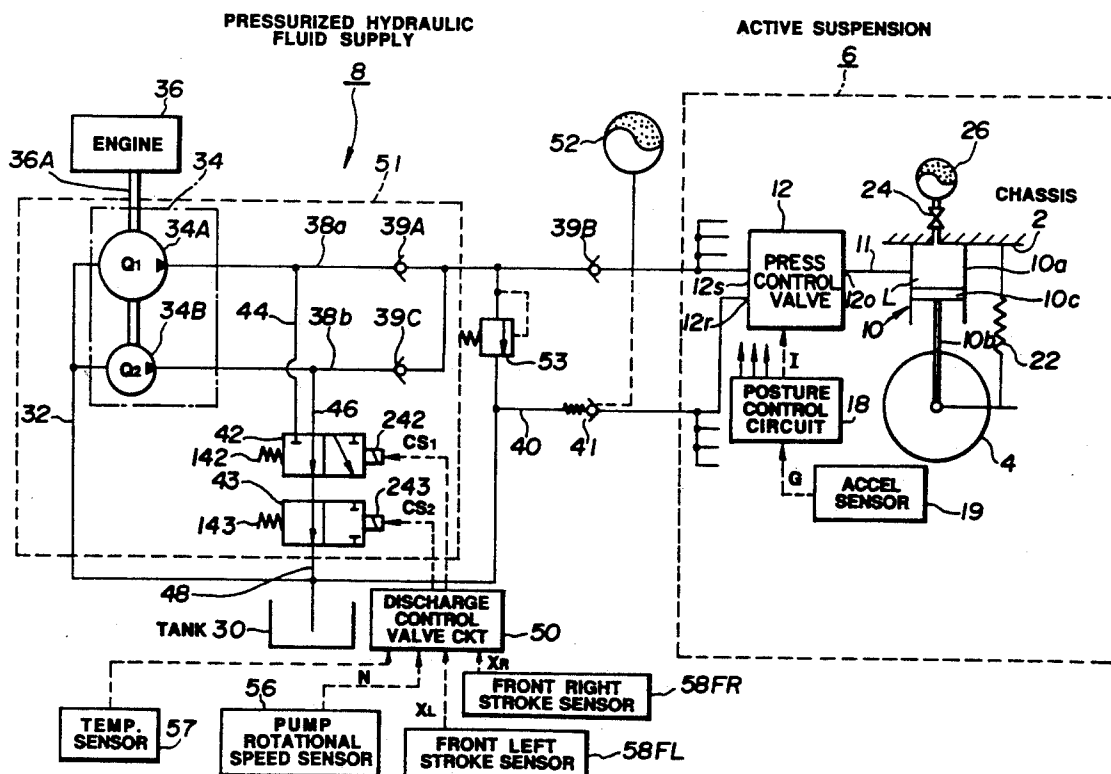 PRESSURIZED HYDRAULIC
FLUID SUPPLY
8
ACTIVE SUSPENSION
6
36
ENGINE
36A
34
51
52
26
24
CHASSIS
2
34A
Q1
38a
39A
39B
12
PRESS
CONTROL
VALVE
12s
12r
12o
11
L
10a
10c
10
10b
22
34B
Q2
44
38b
39C
53
32
46
42
142
242
CS1
43
143
243
CS2
40
41
I
POSTURE
CONTROL
CIRCUIT
18
4
G
ACCEL
SENSOR
19
48
TANK 30
DISCHARGE
CONTROL
VALVE CKT
50
N
XL
XR
TEMP.
SENSOR
57
56
PUMP
ROTATIONAL
SPEED SENSOR
FRONT RIGHT
STROKE SENSOR
58FR
FRONT LEFT
STROKE SENSOR
58FL